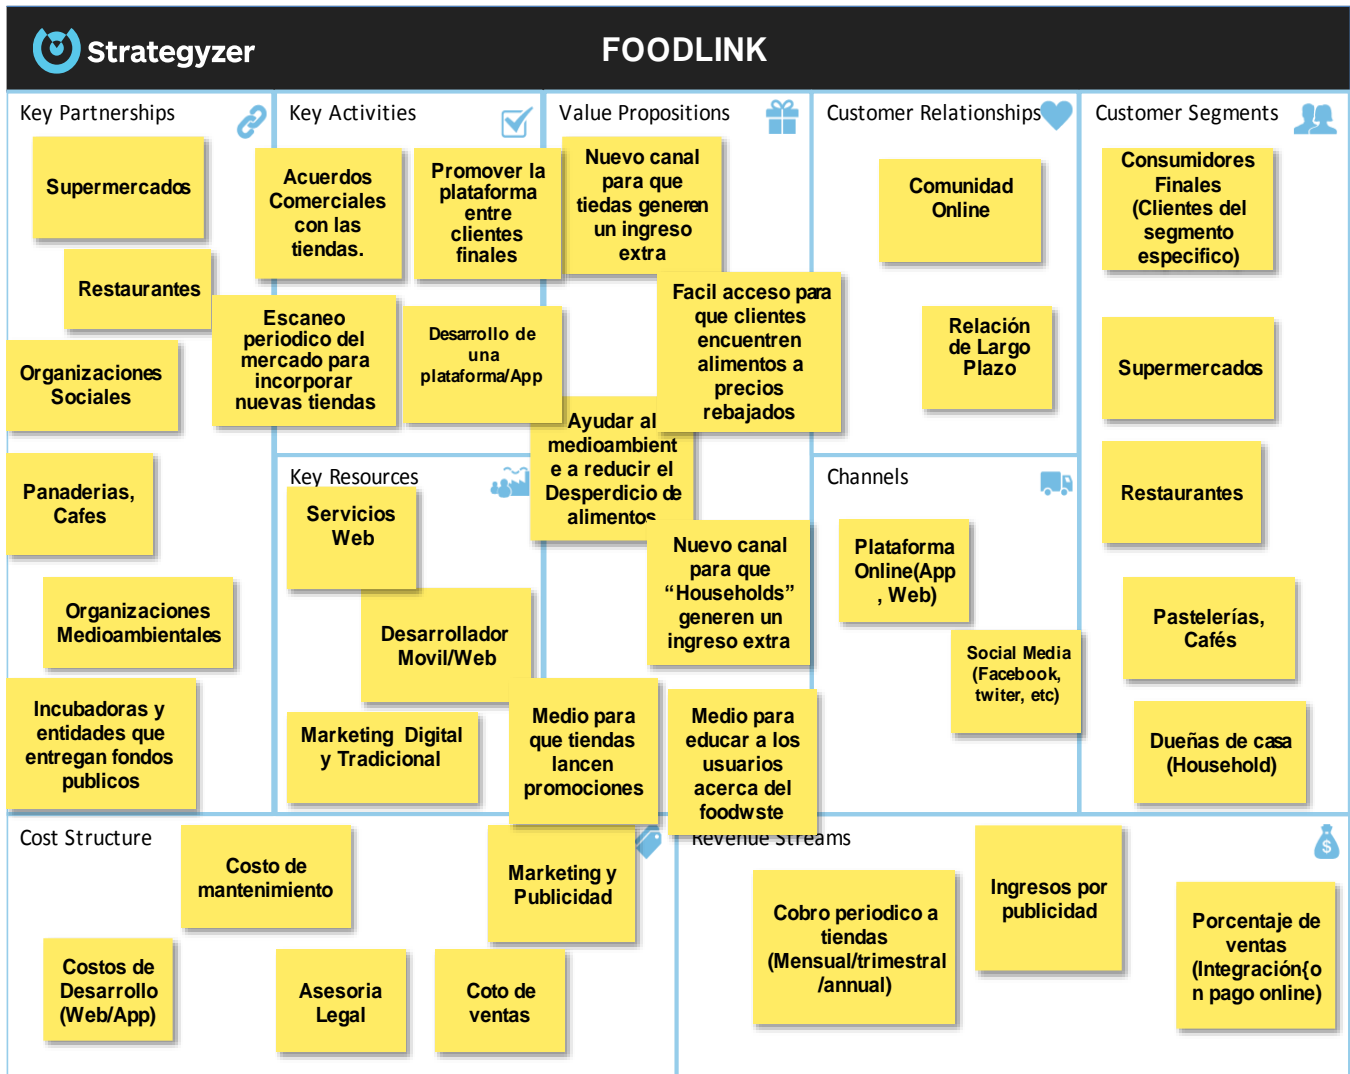 Strategyzer
FOODLINK
Key Partnerships
Supermercados
Restaurantes
Organizaciones
Sociales
Panaderias,
Cafes
Organizaciones
Medioambientales
Incubadoras y
entidades que
entregan fondos
publicos
Key Activities
Acuerdos
Comerciales
con las
tiendas.
Promover la
plataforma
entre
clientes
finales
Escaneo
periodico del
mercado para
incorporar
nuevas tiendas
Desarrollo de
una
plataforma/App
Key Resources
Servicios
Web
Desarrollador
Movil/Web
Marketing Digital
y Tradicional
Value Propositions
Nuevo canal
para que
tiedas generen
un ingreso
extra
Facil acceso para
que clientes
encuentren
alimentos a
precios
rebajados
Ayudar al
medioambient
e a reducir el
Desperdicio de
alimentos
Nuevo canal
para que
“Households”
generen un
ingreso extra
Medio para
que tiendas
lancen
promociones
Medio para
educar a los
usuarios
acerca del
foodwste
Customer Relationships
Comunidad
Online
Relación
de Largo
Plazo
Channels
Plataforma
Online(App
, Web)
Social Media
(Facebook,
twiter, etc)
Customer Segments
Consumidores
Finales
(Clientes del
segmento
especifico)
Supermercados
Restaurantes
Pastelerías,
Cafés
Dueñas de casa
(Household)
Cost Structure
Costo de
mantenimiento
Marketing y
Publicidad
Costos de
Desarrollo
(Web/App)
Asesoria
Legal
Coto de
ventas
Revenue Streams
Cobro periodico a
tiendas
(Mensual/trimestral
/annual)
Ingresos por
publicidad
Porcentaje de
ventas
(Integración{o
n pago online)
$